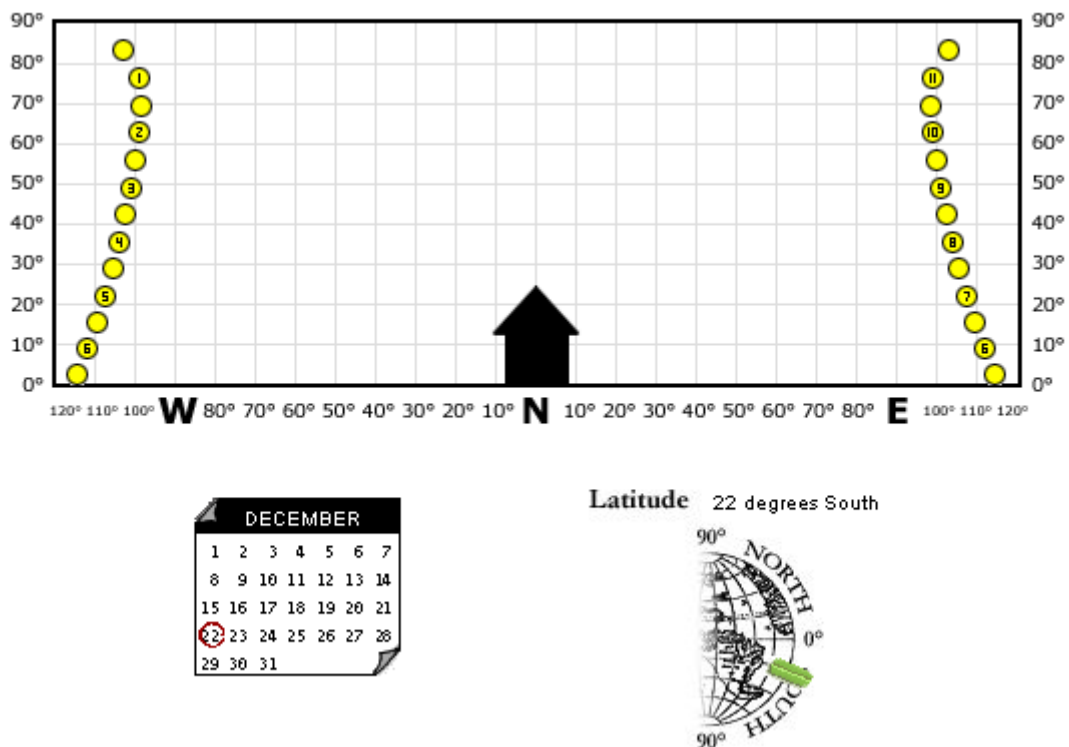 90° 90°
80° 1 11 80°
70° 70°
60° 2 10 60°
50° 3 9 50°
40° 4 8 40°
30° 30°
20° 5 7 20°
10° 6 6 10°
0° 0°
120° 110° 100° W 80° 70° 60° 50° 40° 30° 20° 10° N 10° 20° 30° 40° 50° 60° 70° 80° E 100° 110° 120°
DECEMBER
1 2 3 4 5 6 7
8 9 10 11 12 13 14
15 16 17 18 19 20 21
22 23 24 25 26 27 28
29 30 31
Latitude 22 degrees South
90°
NORTH
0°
SOUTH
90°